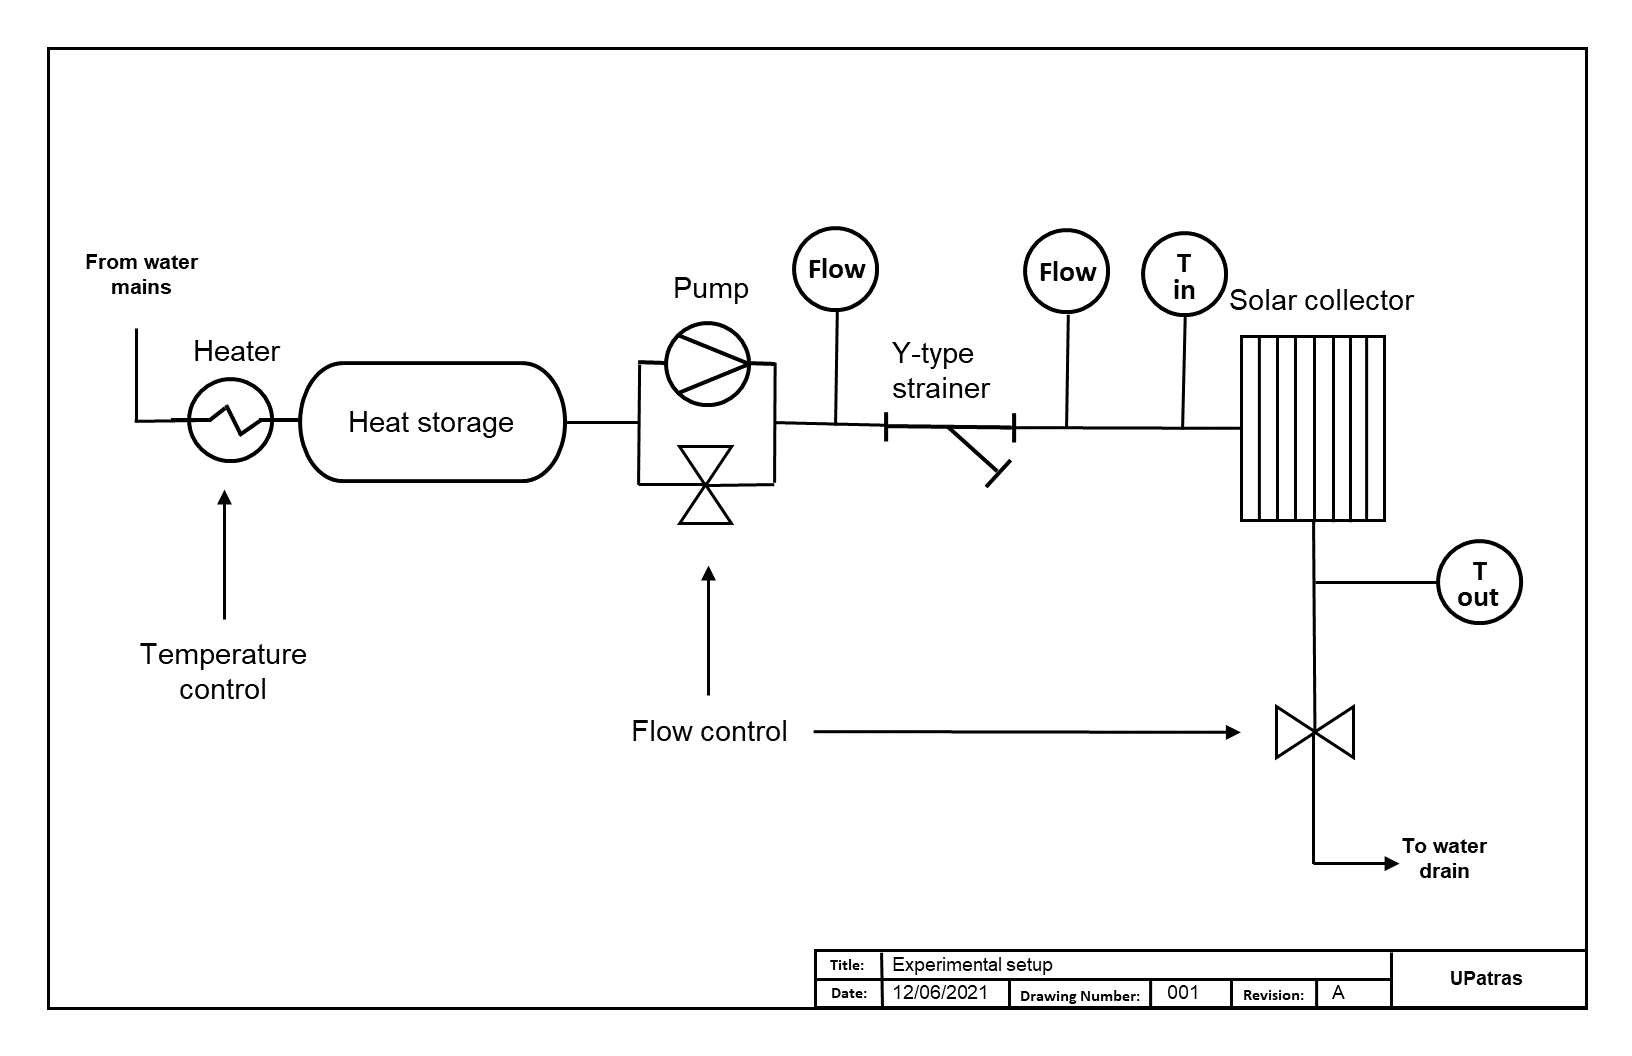 From water
mains
Heater
Heat storage
Pump
Flow
Y-type
strainer
Flow
T
in
Solar collector
T
out
Temperature
control
Flow control
To water
drain
Title: Experimental setup
UPatras
Date: 12/06/2021 Drawing Number: 001 Revision: A